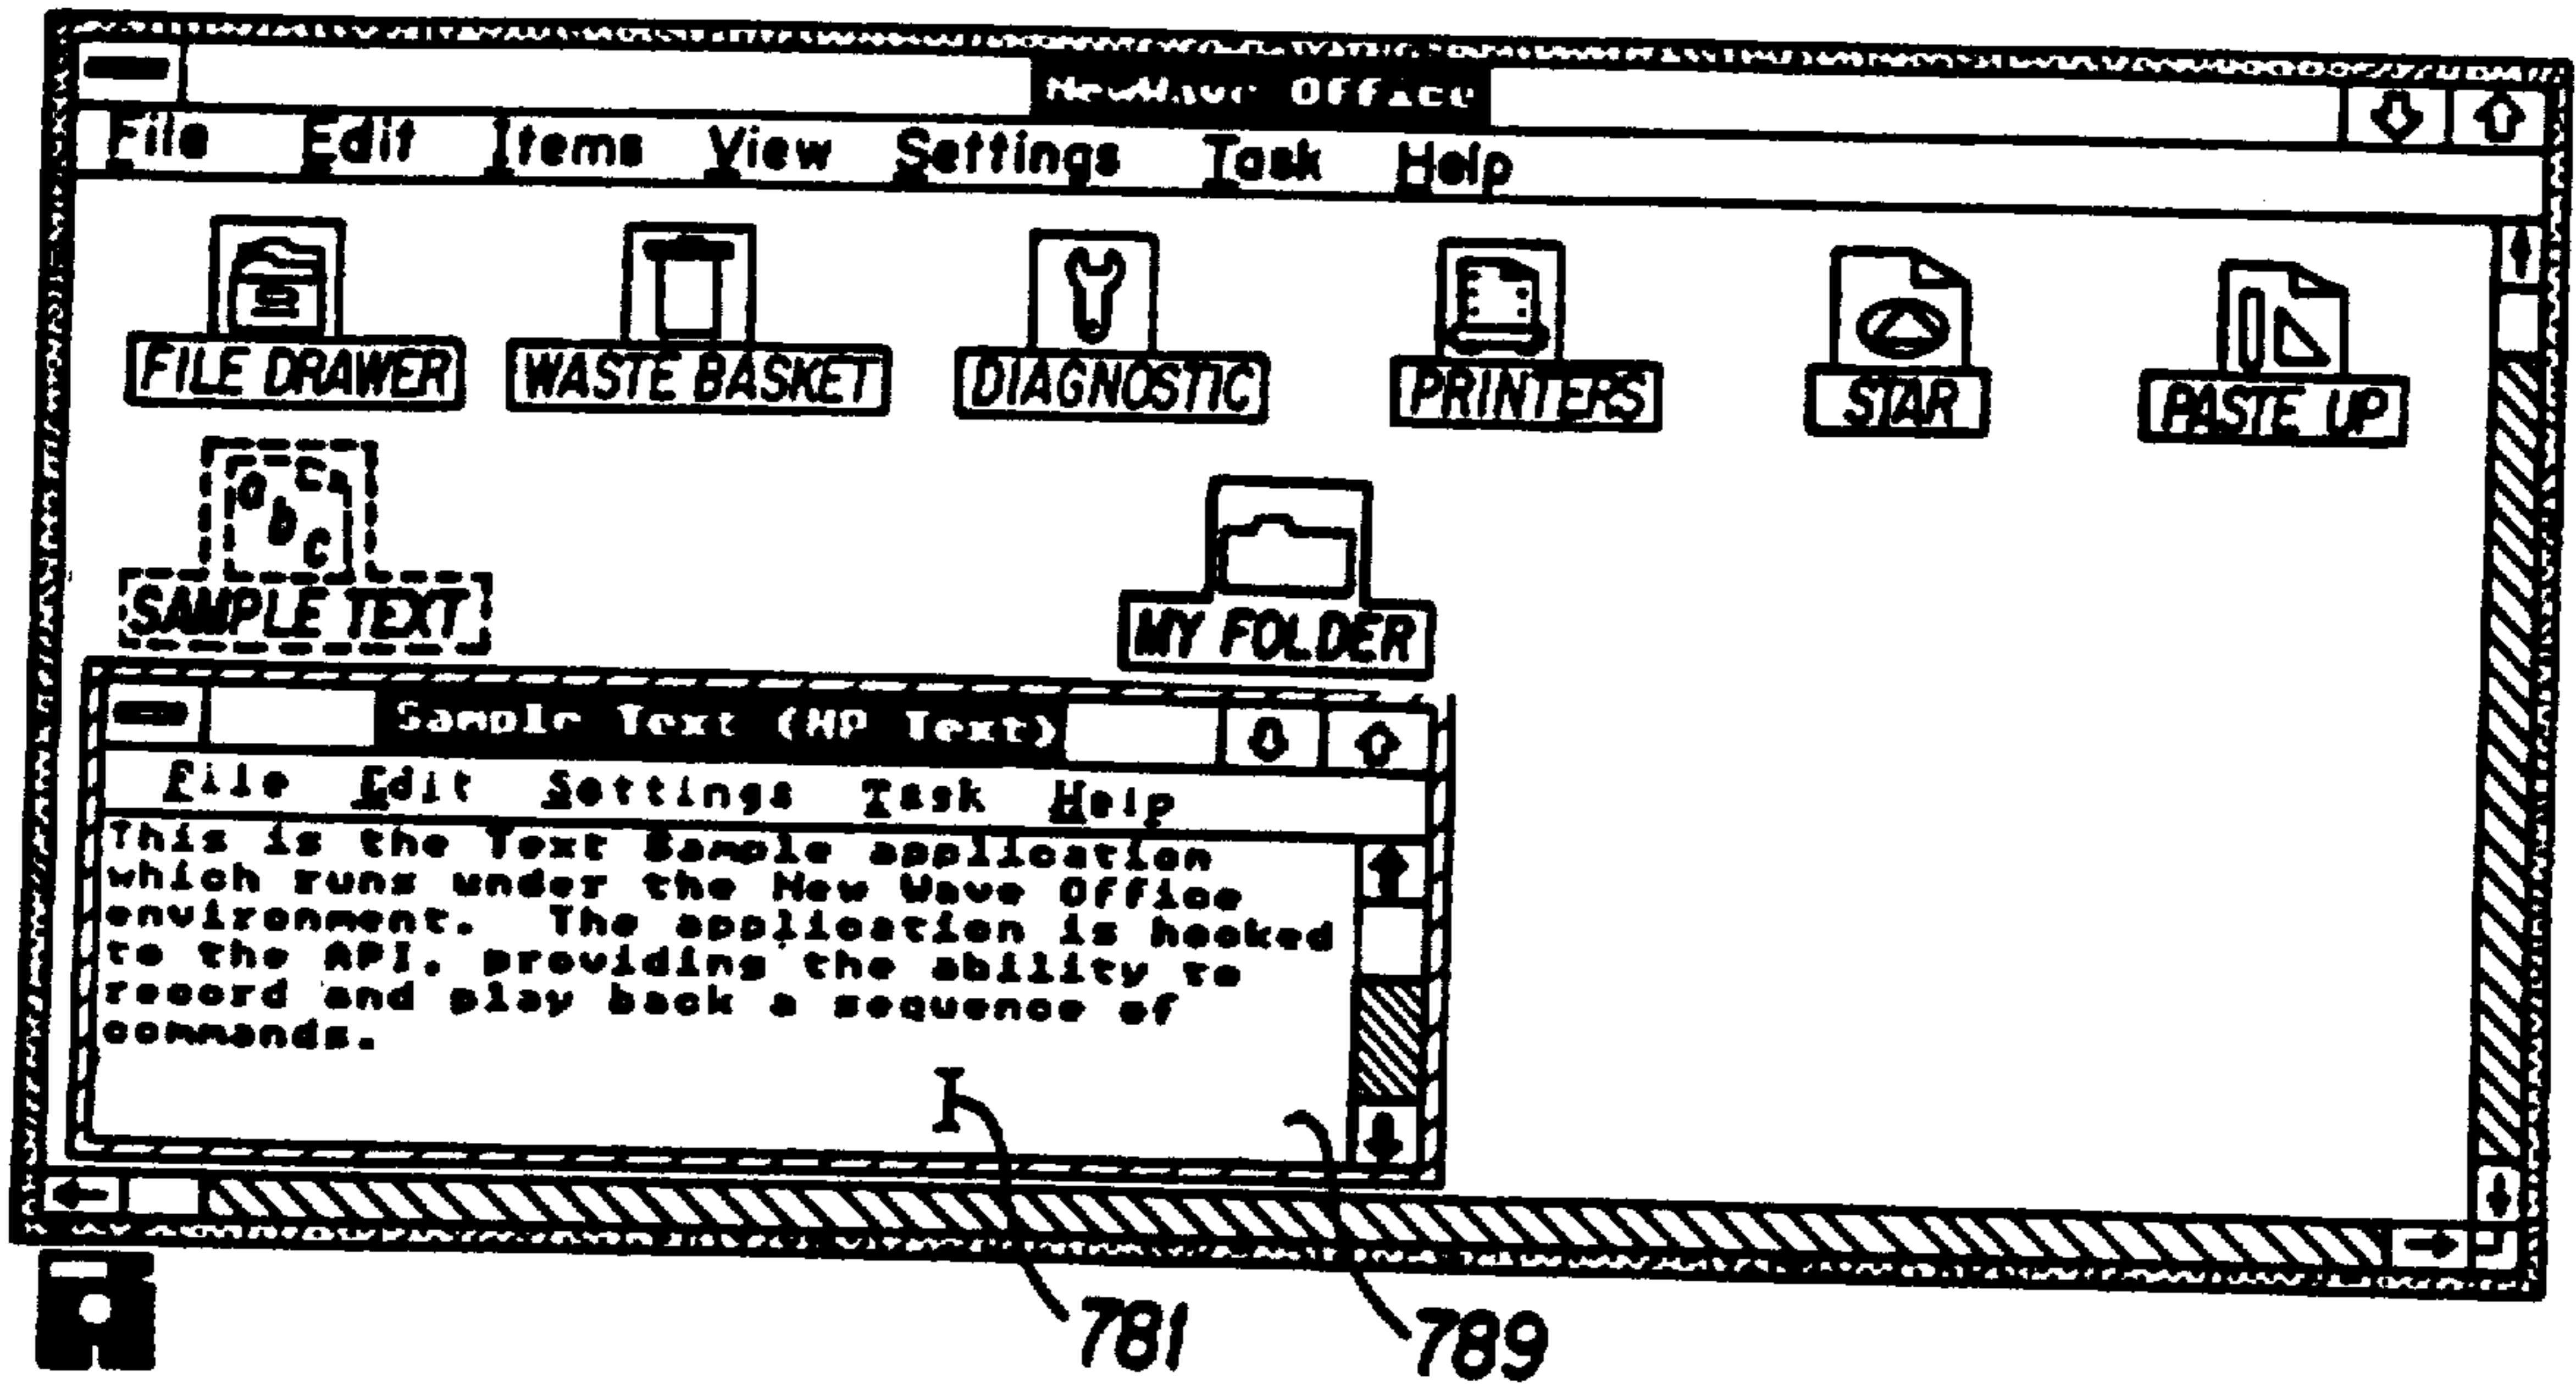 NewWave Office
File Edit Items View Settings Task Help
FILE DRAWER WASTE BASKET DIAGNOSTIC PRINTERS STAR PASTE UP
a b c
SAMPLE TEXT MY FOLDER
Sample Text (HP Text)
File Edit Settings Task Help
This is the Text Sample application
which runs under the New Wave Office
environment. The application is hooked
to the API, providing the ability to
record and play back a sequence of
commands.
781 789